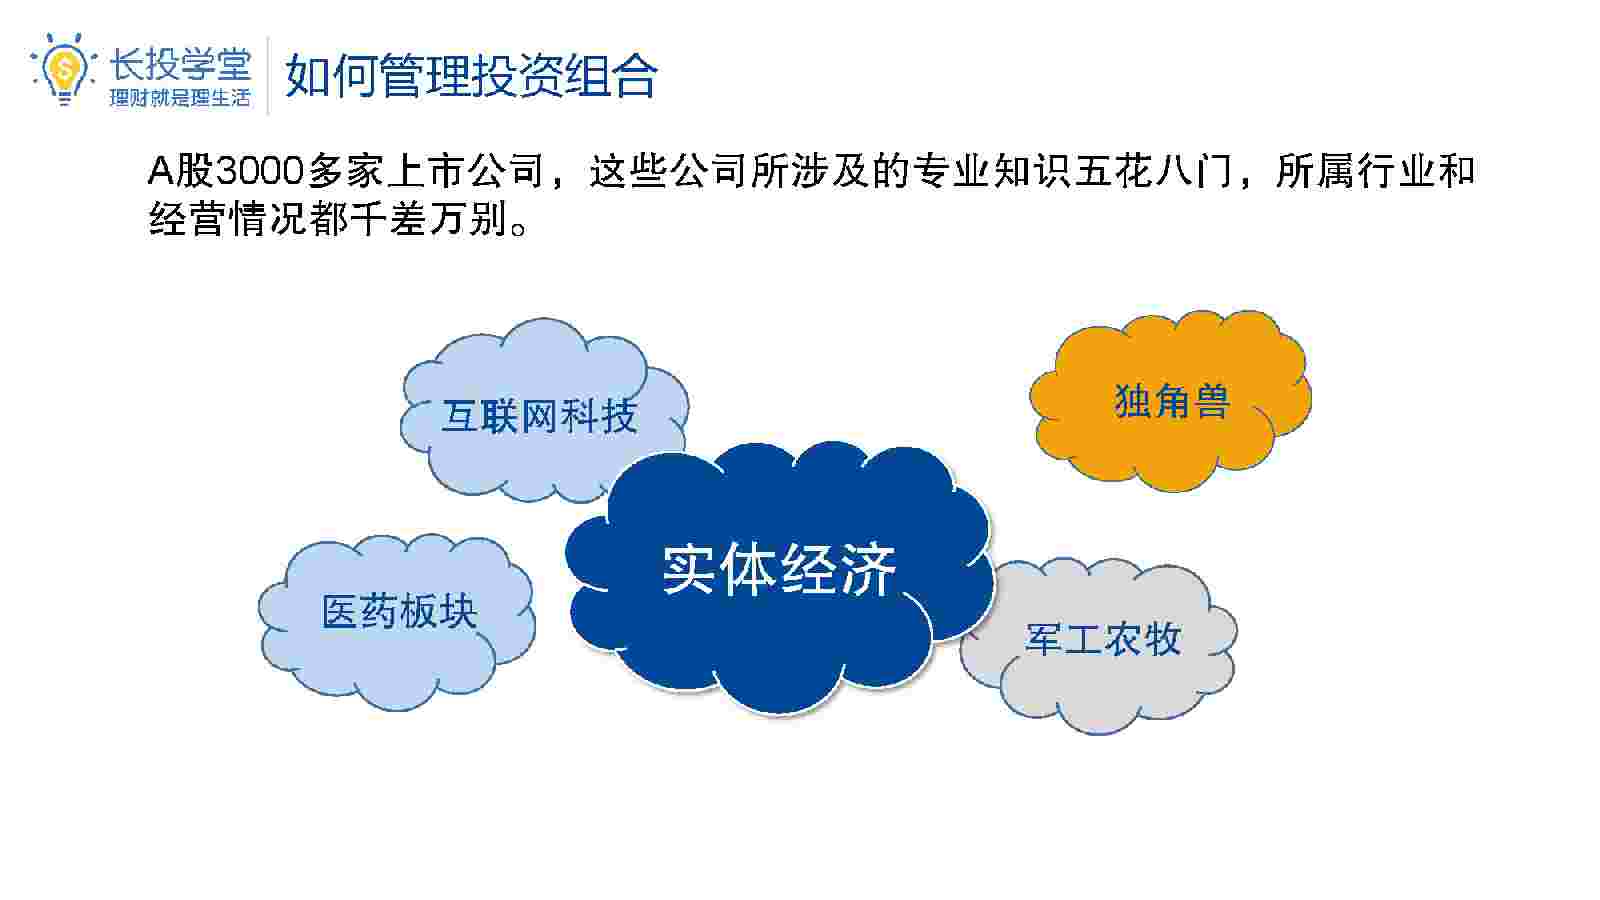 长投学堂
理财就是理生活
如何管理投资组合
A股3000多家上市公司，这些公司所涉及的专业知识五花八门，所属行业和
经营情况都千差万别。
互联网科技
独角兽
实体经济
医药板块
军工农牧